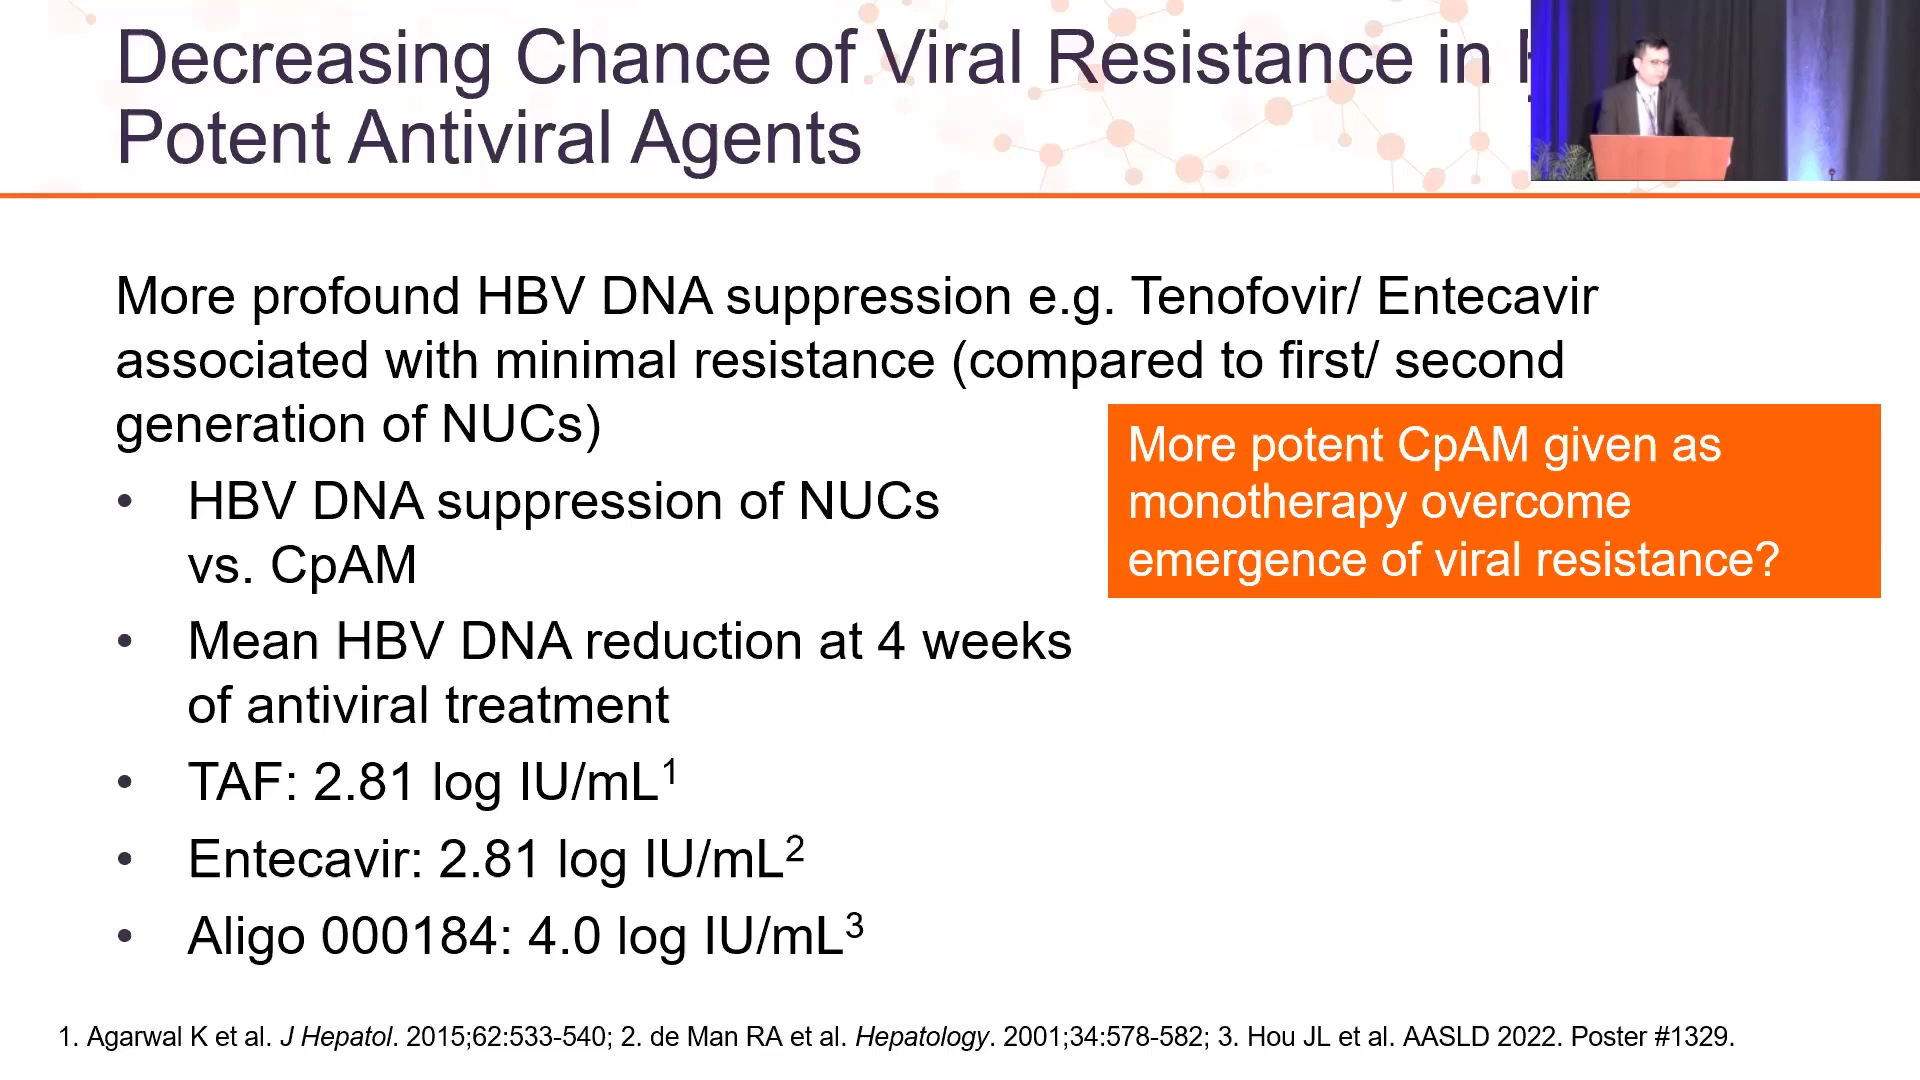 Decreasing Chance of Viral Resistance in
Potent Antiviral Agents
More profound HBV DNA suppression e.g. Tenofovir/ Entecavir
associated with minimal resistance (compared to first/ second
generation of NUCs)
More potent CpAM given as
monotherapy overcome
emergence of viral resistance?
• HBV DNA suppression of NUCs
vs. CpAM
• Mean HBV DNA reduction at 4 weeks
of antiviral treatment
• TAF: 2.81 log IU/mL¹
• Entecavir: 2.81 log IU/mL²
• Aligo 000184: 4.0 log IU/mL³
1. Agarwal K et al. J Hepatol. 2015;62:533-540; 2. de Man RA et al. Hepatology. 2001;34:578-582; 3. Hou JL et al. AASLD 2022. Poster #1329.